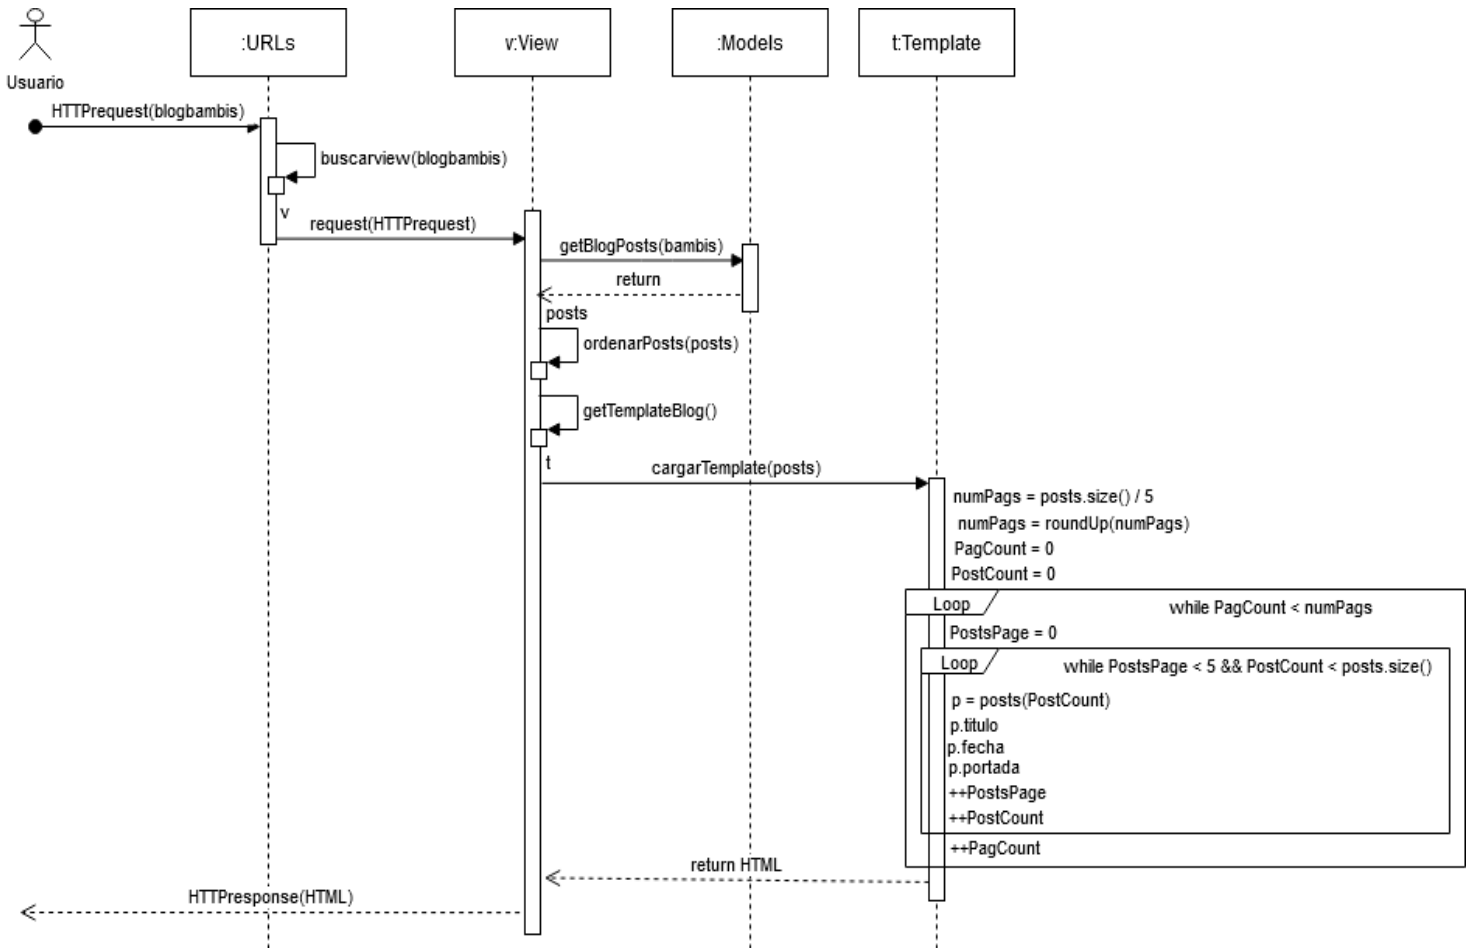 :URLs
v:View
:Models
t:Template
Usuario
HTTPrequest(blogbambis)
buscarview(blogbambis)
v
request(HTTPrequest)
getBlogPosts(bambis)
return
posts
ordenarPosts(posts)
getTemplateBlog()
t
cargarTemplate(posts)
numPags = posts.size() / 5
numPags = roundUp(numPags)
PagCount = 0
PostCount = 0
Loop
while PagCount < numPags
PostsPage = 0
Loop
while PostsPage < 5 && PostCount < posts.size()
p = posts(PostCount)
p.titulo
p.fecha
p.portada
++PostsPage
++PostCount
++PagCount
return HTML
HTTPresponse(HTML)